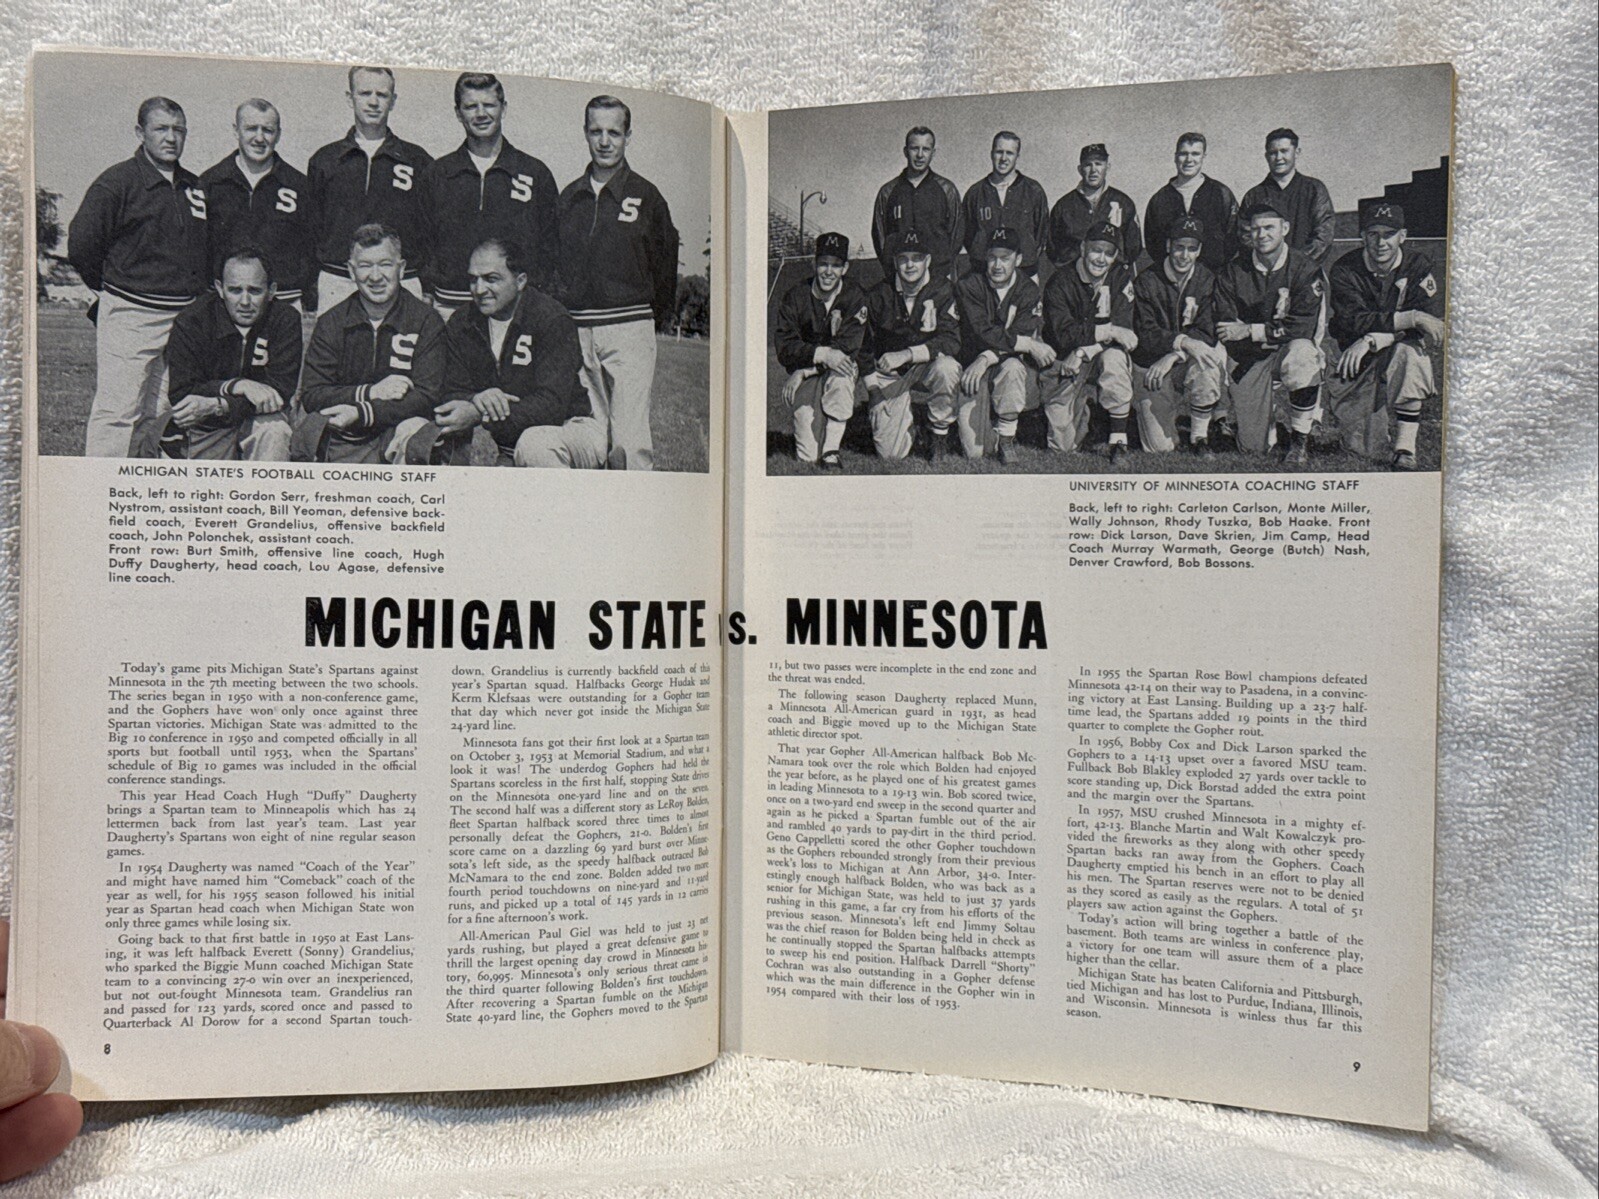 MICHIGAN STATE'S FOOTBALL COACHING STAFF
Back, left to right: Gordon Serr, freshman coach, Carl
Nystrom, assistant coach, Bill Yeoman, defensive back-
field coach, Everett Grandelius, offensive backfield
coach, John Polonchek, assistant coach.
Front row: Burt Smith, offensive line coach, Hugh
Duffy Daugherty, head coach, Lou Agase, defensive
line coach.
UNIVERSITY OF MINNESOTA COACHING STAFF
Back, left to right: Carleton Carlson, Monte Miller,
Wally Johnson, Rhody Tuszka, Bob Haake. Front
row: Dick Larson, Dave Skrien, Jim Camp, Head
Coach Murray Warmath, George (Butch) Nash,
Denver Crawford, Bob Bossons.
MICHIGAN STATE vs. MINNESOTA
Today's game pits Michigan State's Spartans against
Minnesota in the 7th meeting between the two schools.
The series began in 1950 with a non-conference game,
and the Gophers have won only once against three
Spartan victories. Michigan State was admitted to the
Big 10 conference in 1950 and competed officially in all
sports but football until 1953, when the Spartans'
schedule of Big 10 games was included in the official
conference standings.
This year Head Coach Hugh "Duffy" Daugherty
brings a Spartan team to Minneapolis which has 24
lettermen back from last year's team. Last year
Daugherty's Spartans won eight of nine regular season
games.
In 1954 Daugherty was named "Coach of the Year"
and might have named him "Comeback" coach of the
year as well, for his 1955 season followed his initial
year as Spartan head coach when Michigan State won
only three games while losing six.
Going back to that first battle in 1950 at East Lans-
ing, it was left halfback Everett (Sonny) Grandelius,
who sparked the Biggie Munn coached Michigan State
team to a convincing 27-0 win over an inexperienced,
but not out-fought Minnesota team. Grandelius ran
and passed for 123 yards, scored once and passed to
Quarterback Al Dorow for a second Spartan touch-
8
down. Grandelius is currently backfield coach of this
year's Spartan squad. Halfbacks George Hudak and
Kerm Klefsaas were outstanding for a Gopher team
that day which never got inside the Michigan State
24-yard line.
Minnesota fans got their first look at a Spartan team
on October 3, 1953 at Memorial Stadium, and what a
look it was! The underdog Gophers had held the
Spartans scoreless in the first half, stopping State drives
on the Minnesota one-yard line and on the seven.
The second half was a different story as LeRoy Bolden,
fleet Spartan halfback scored three times to almost
personally defeat the Gophers, 21-0. Bolden's first
score came on a dazzling 69 yard burst over Minne-
sota's left side, as the speedy halfback outraced Bob
McNamara to the end zone. Bolden added two more
fourth period touchdowns on nine-yard and 11-yard
runs, and picked up a total of 145 yards in 12 carries
for a fine afternoon's work.
All-American Paul Giel was held to just 23 net
yards rushing, but played a great defensive game to
thrill the largest opening day crowd in Minnesota his-
tory, 60,995. Minnesota's only serious threat came in
the third quarter following Bolden's first touchdown.
After recovering a Spartan fumble on the Michigan
State 40-yard line, the Gophers moved to the Spartan
11, but two passes were incomplete in the end zone and
the threat was ended.
The following season Daugherty replaced Munn,
a Minnesota All-American guard in 1931, as head
coach and Biggie moved up to the Michigan State
athletic director spot.
That year Gopher All-American halfback Bob Mc-
Namara took over the role which Bolden had enjoyed
the year before, as he played one of his greatest games
in leading Minnesota to a 19-13 win. Bob scored twice,
once on a two-yard end sweep in the second quarter and
again as he picked a Spartan fumble out of the air
and rambled 40 yards to pay-dirt in the third period.
Geno Cappelletti scored the other Gopher touchdown
as the Gophers rebounded strongly from their previous
week's loss to Michigan at Ann Arbor, 34-0. Inter-
estingly enough halfback Bolden, who was back as a
senior for Michigan State, was held to just 37 yards
rushing in this game, a far cry from his efforts of the
previous season. Minnesota's left end Jimmy Soltau
was the chief reason for Bolden being held in check as
he continually stopped the Spartan halfbacks attempts
to sweep his end position. Halfback Darrell "Shorty"
Cochran was also outstanding in a Gopher defense
which was the main difference in the Gopher win in
1954 compared with their loss of 1953.
In 1955 the Spartan Rose Bowl champions defeated
Minnesota 42-14 on their way to Pasadena, in a convinc-
ing victory at East Lansing. Building up a 23-7 half-
time lead, the Spartans added 19 points in the third
quarter to complete the Gopher rout.
In 1956, Bobby Cox and Dick Larson sparked the
Gophers to a 14-13 upset over a favored MSU team.
Fullback Bob Blakley exploded 27 yards over tackle to
score standing up, Dick Borstad added the extra point
and the margin over the Spartans.
In 1957, MSU crushed Minnesota in a mighty ef-
fort, 42-13. Blanche Martin and Walt Kowalczyk pro-
vided the fireworks as they along with other speedy
Spartan backs ran away from the Gophers. Coach
Daugherty emptied his bench in an effort to play all
his men. The Spartan reserves were not to be denied
as they scored as easily as the regulars. A total of 51
players saw action against the Gophers.
Today's action will bring together a battle of the
basement. Both teams are winless in conference play,
a victory for one team will assure them of a place
higher than the cellar.
Michigan State has beaten California and Pittsburgh,
tied Michigan and has lost to Purdue, Indiana, Illinois,
and Wisconsin. Minnesota is winless thus far this
season.
9